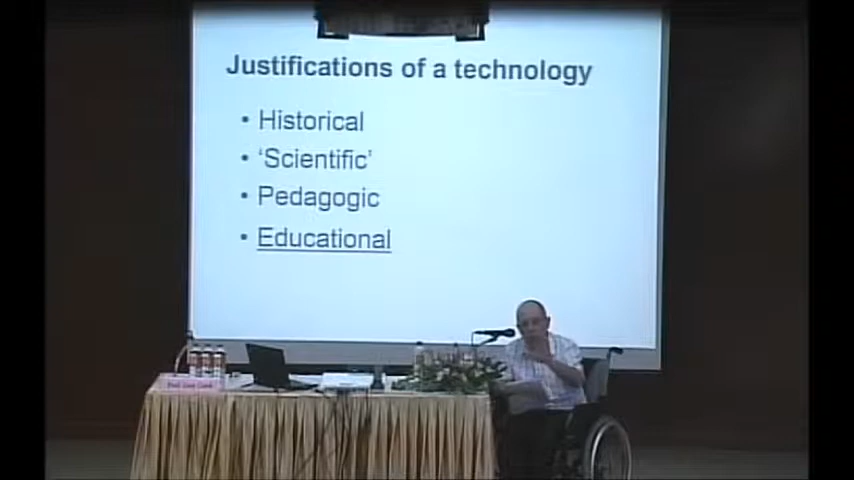 Justifications of a technology
• Historical
• ‘Scientific’
• Pedagogic
• Educational